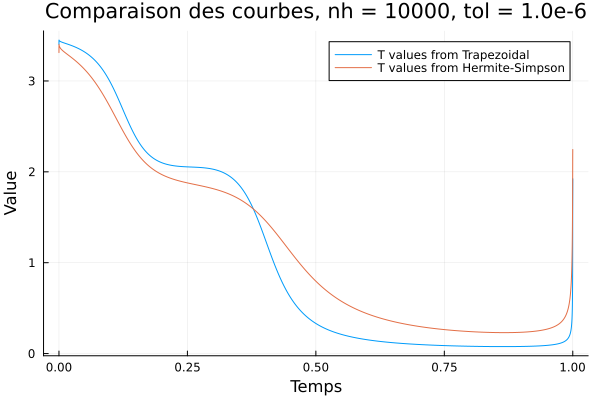 Comparaison des courbes, nh = 10000, tol = 1.0e-6
T values from Trapezoidal
T values from Hermite-Simpson
Value
3
2
1
0
0.00 0.25 0.50 0.75 1.00
Temps